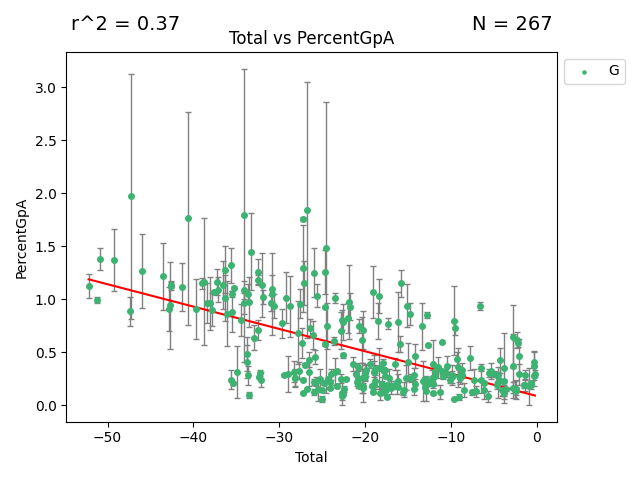 r^2 = 0.37
N = 267
Total vs PercentGpA
G
PercentGpA
3.0
2.5
2.0
1.5
1.0
0.5
0.0
−50 −40 −30 −20 −10 0
Total